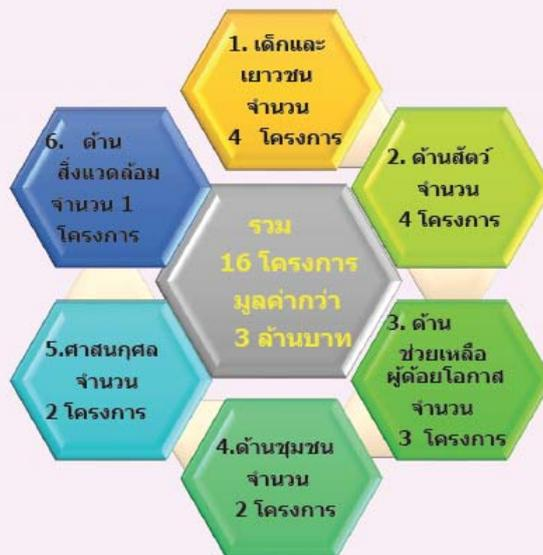 1. เด็กและ
เยาวชน
จำนวน
4 โครงการ
2. ด้านสัตว์
จำนวน
4 โครงการ
3. ด้าน
ช่วยเหลือ
ผู้ด้อยโอกาส
จำนวน
3 โครงการ
4.ด้านชุมชน
จำนวน
2 โครงการ
5.ศาสนกุศล
จำนวน
2 โครงการ
6. ด้าน
สิ่งแวดล้อม
จำนวน 1
โครงการ
รวม
16 โครงการ
มูลค่ากว่า
3 ล้านบาท